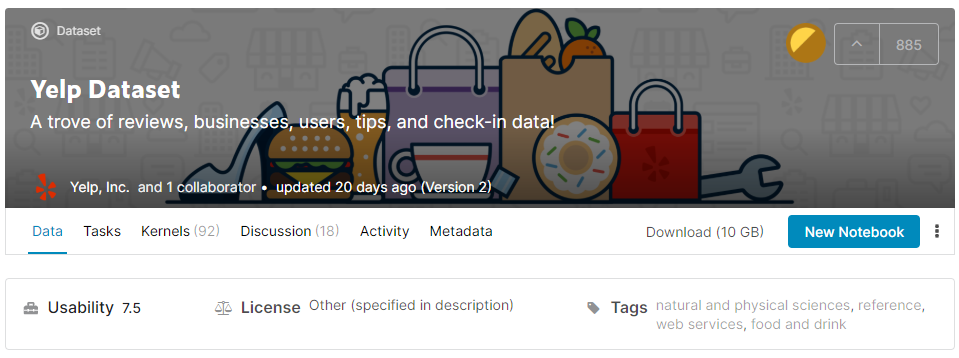 Dataset
885
Yelp Dataset
A trove of reviews, businesses, users, tips, and check-in data!
Yelp, Inc. and 1 collaborator • updated 20 days ago (Version 2)
Data Tasks Kernels (92) Discussion (18) Activity Metadata Download (10 GB) New Notebook
Usability 7.5 License Other (specified in description) Tags natural and physical sciences, reference,
web services, food and drink